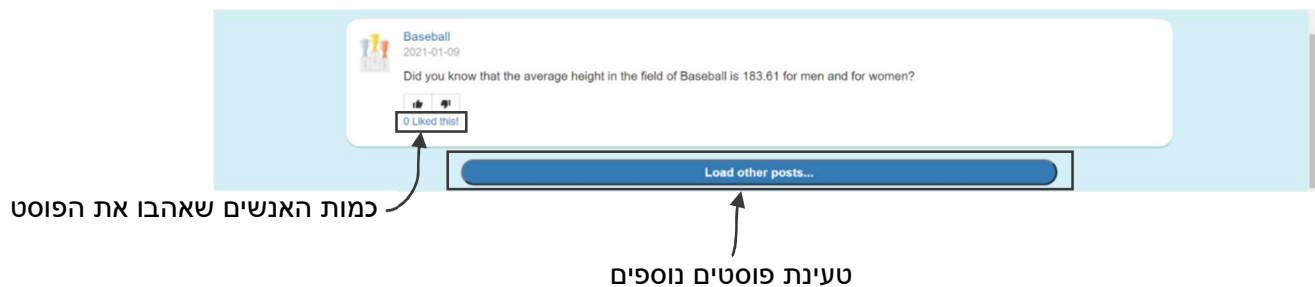 Baseball
2021-01-09
Did you know that the average height in the field of Baseball is 183.61 for men and for women?
0 Liked this!
Load other posts...
כמות האנשים שאהבו את הפוסט
טעינת פוסטים נוספים